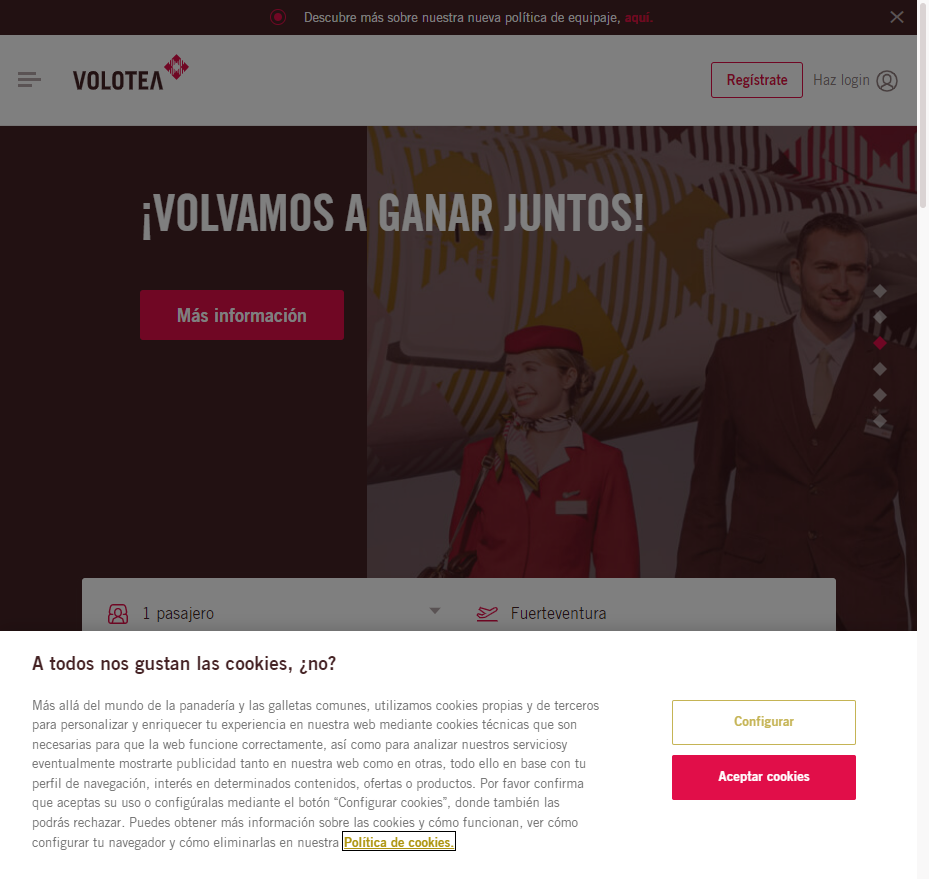 Descubre más sobre nuestra nueva política de equipaje, aquí.
VOLOTEA
Regístrate
Haz login
¡VOLVAMOS A GANAR JUNTOS!
Más información
1 pasajero
Fuerteventura
A todos nos gustan las cookies, ¿no?
Más allá del mundo de la panadería y las galletas comunes, utilizamos cookies propias y de terceros
para personalizar y enriquecer tu experiencia en nuestra web mediante cookies técnicas que son
necesarias para que la web funcione correctamente, así como para analizar nuestros serviciosy
eventualmente mostrarte publicidad tanto en nuestra web como en otras, todo ello en base con tu
perfil de navegación, interés en determinados contenidos, ofertas o productos. Por favor confirma
que aceptas su uso o configúralas mediante el botón “Configurar cookies”, donde también las
podrás rechazar. Puedes obtener más información sobre las cookies y cómo funcionan, ver cómo
configurar tu navegador y cómo eliminarlas en nuestra Política de cookies.
Configurar
Aceptar cookies